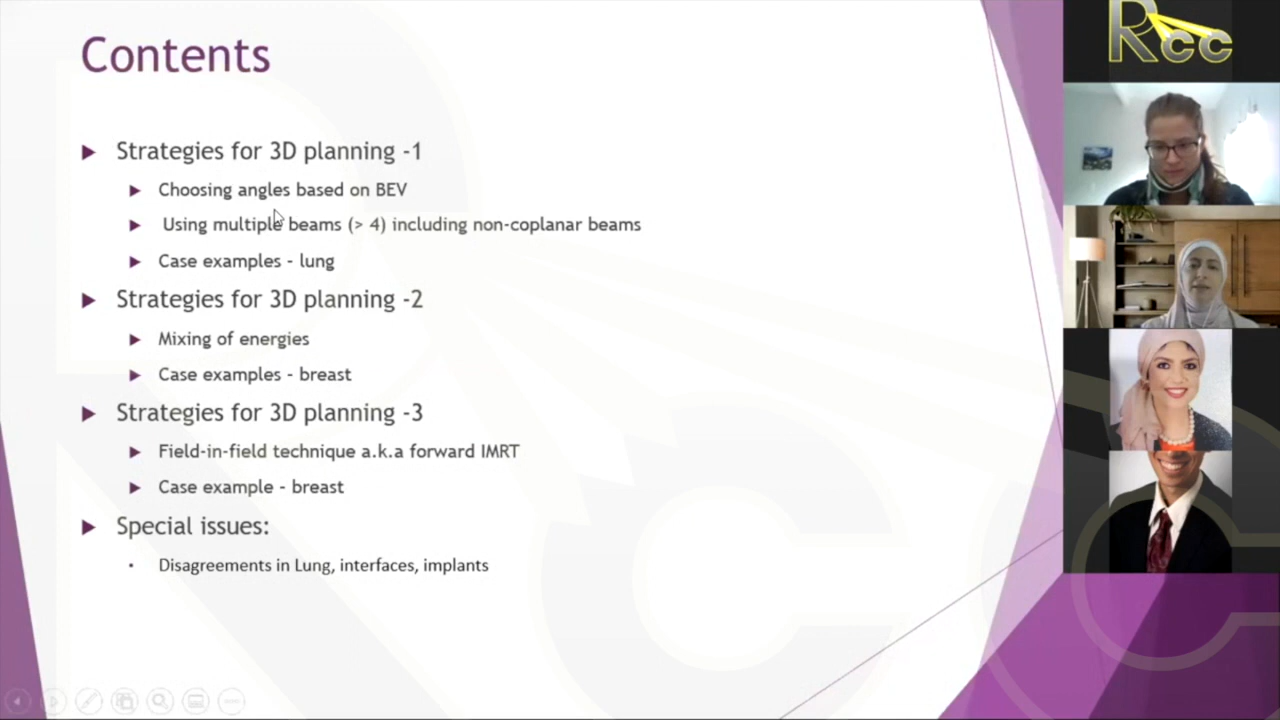 Contents
Strategies for 3D planning -1
Choosing angles based on BEV
Using multiple beams (> 4) including non-coplanar beams
Case examples - lung
Strategies for 3D planning -2
Mixing of energies
Case examples - breast
Strategies for 3D planning -3
Field-in-field technique a.k.a forward IMRT
Case example - breast
Special issues:
Disagreements in Lung, interfaces, implants
Rcc